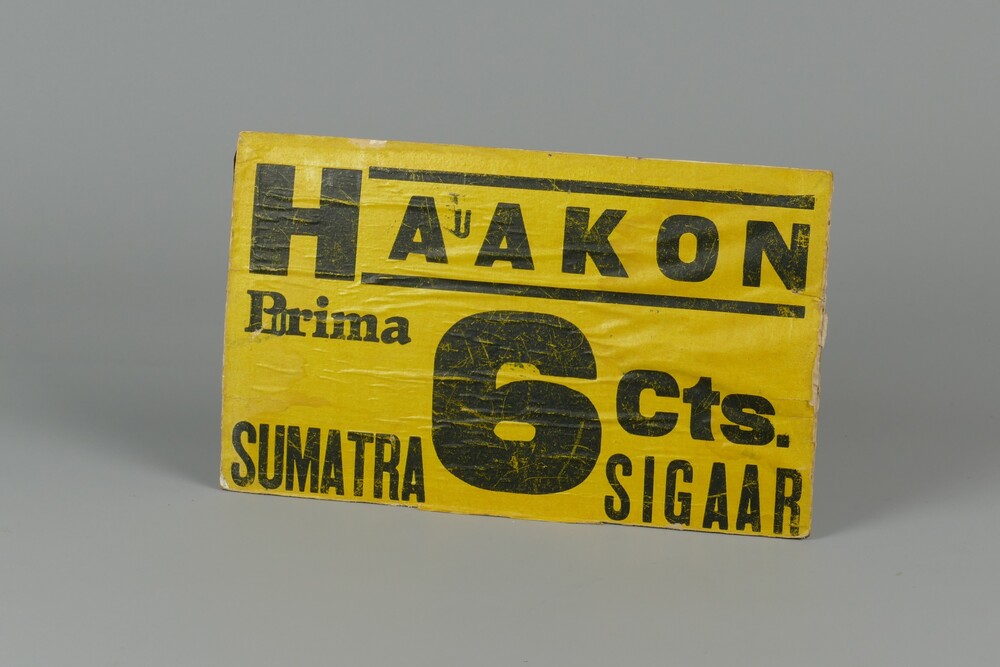 HAAKON
Prima
6 Cts.
SUMATRA SIGAAR